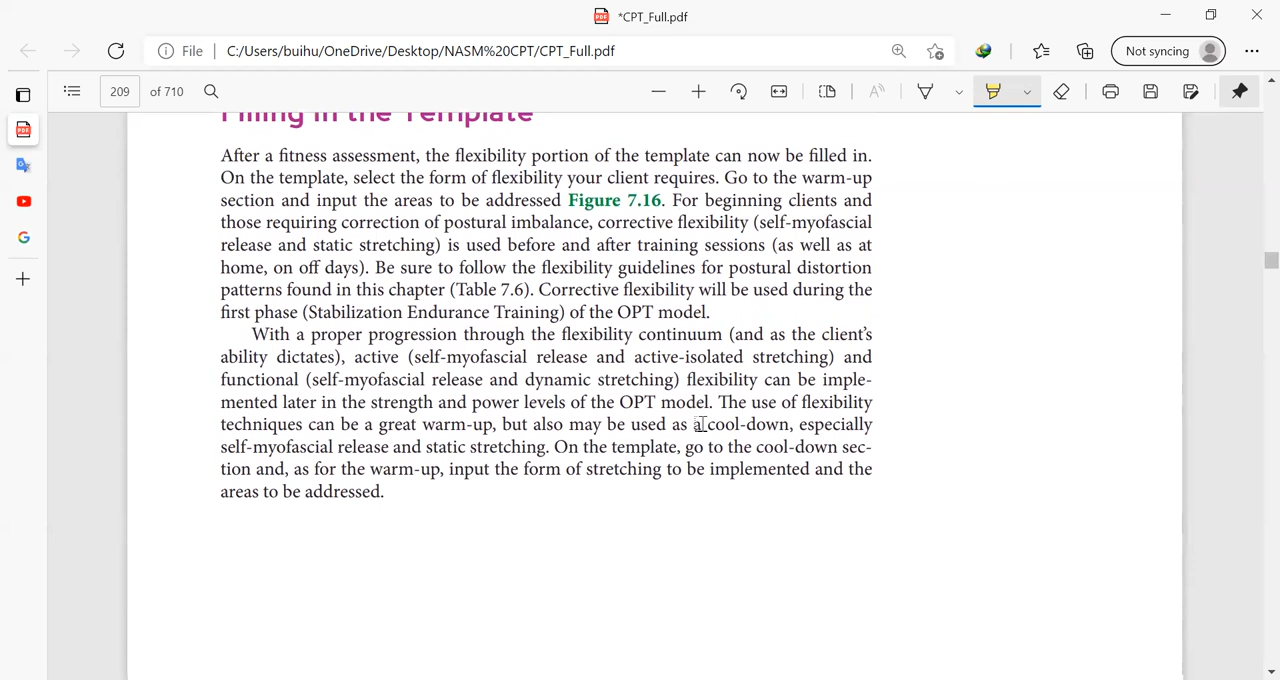 *CPT_Full.pdf
File
C:/Users/buihu/OneDrive/Desktop/NASM%20CPT/CPT_Full.pdf
Not syncing
209 of 710
Filling in the Template
After a fitness assessment, the flexibility portion of the template can now be filled in.
On the template, select the form of flexibility your client requires. Go to the warm-up
section and input the areas to be addressed Figure 7.16. For beginning clients and
those requiring correction of postural imbalance, corrective flexibility (self-myofascial
release and static stretching) is used before and after training sessions (as well as at
home, on off days). Be sure to follow the flexibility guidelines for postural distortion
patterns found in this chapter (Table 7.6). Corrective flexibility will be used during the
first phase (Stabilization Endurance Training) of the OPT model.
With a proper progression through the flexibility continuum (and as the client's
ability dictates), active (self-myofascial release and active-isolated stretching) and
functional (self-myofascial release and dynamic stretching) flexibility can be imple-
mented later in the strength and power levels of the OPT model. The use of flexibility
techniques can be a great warm-up, but also may be used as a cool-down, especially
self-myofascial release and static stretching. On the template, go to the cool-down sec-
tion and, as for the warm-up, input the form of stretching to be implemented and the
areas to be addressed.